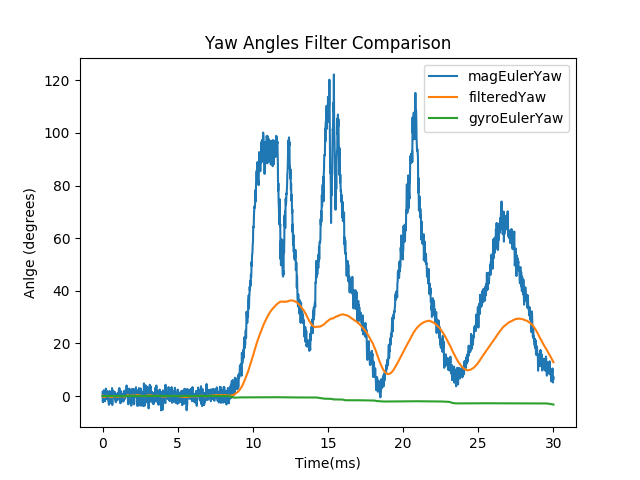 Yaw Angles Filter Comparison
magEulerYaw
filteredYaw
gyroEulerYaw
Anlge (degrees)
120
100
80
60
40
20
0
0 5 10 15 20 25 30
Time(ms)